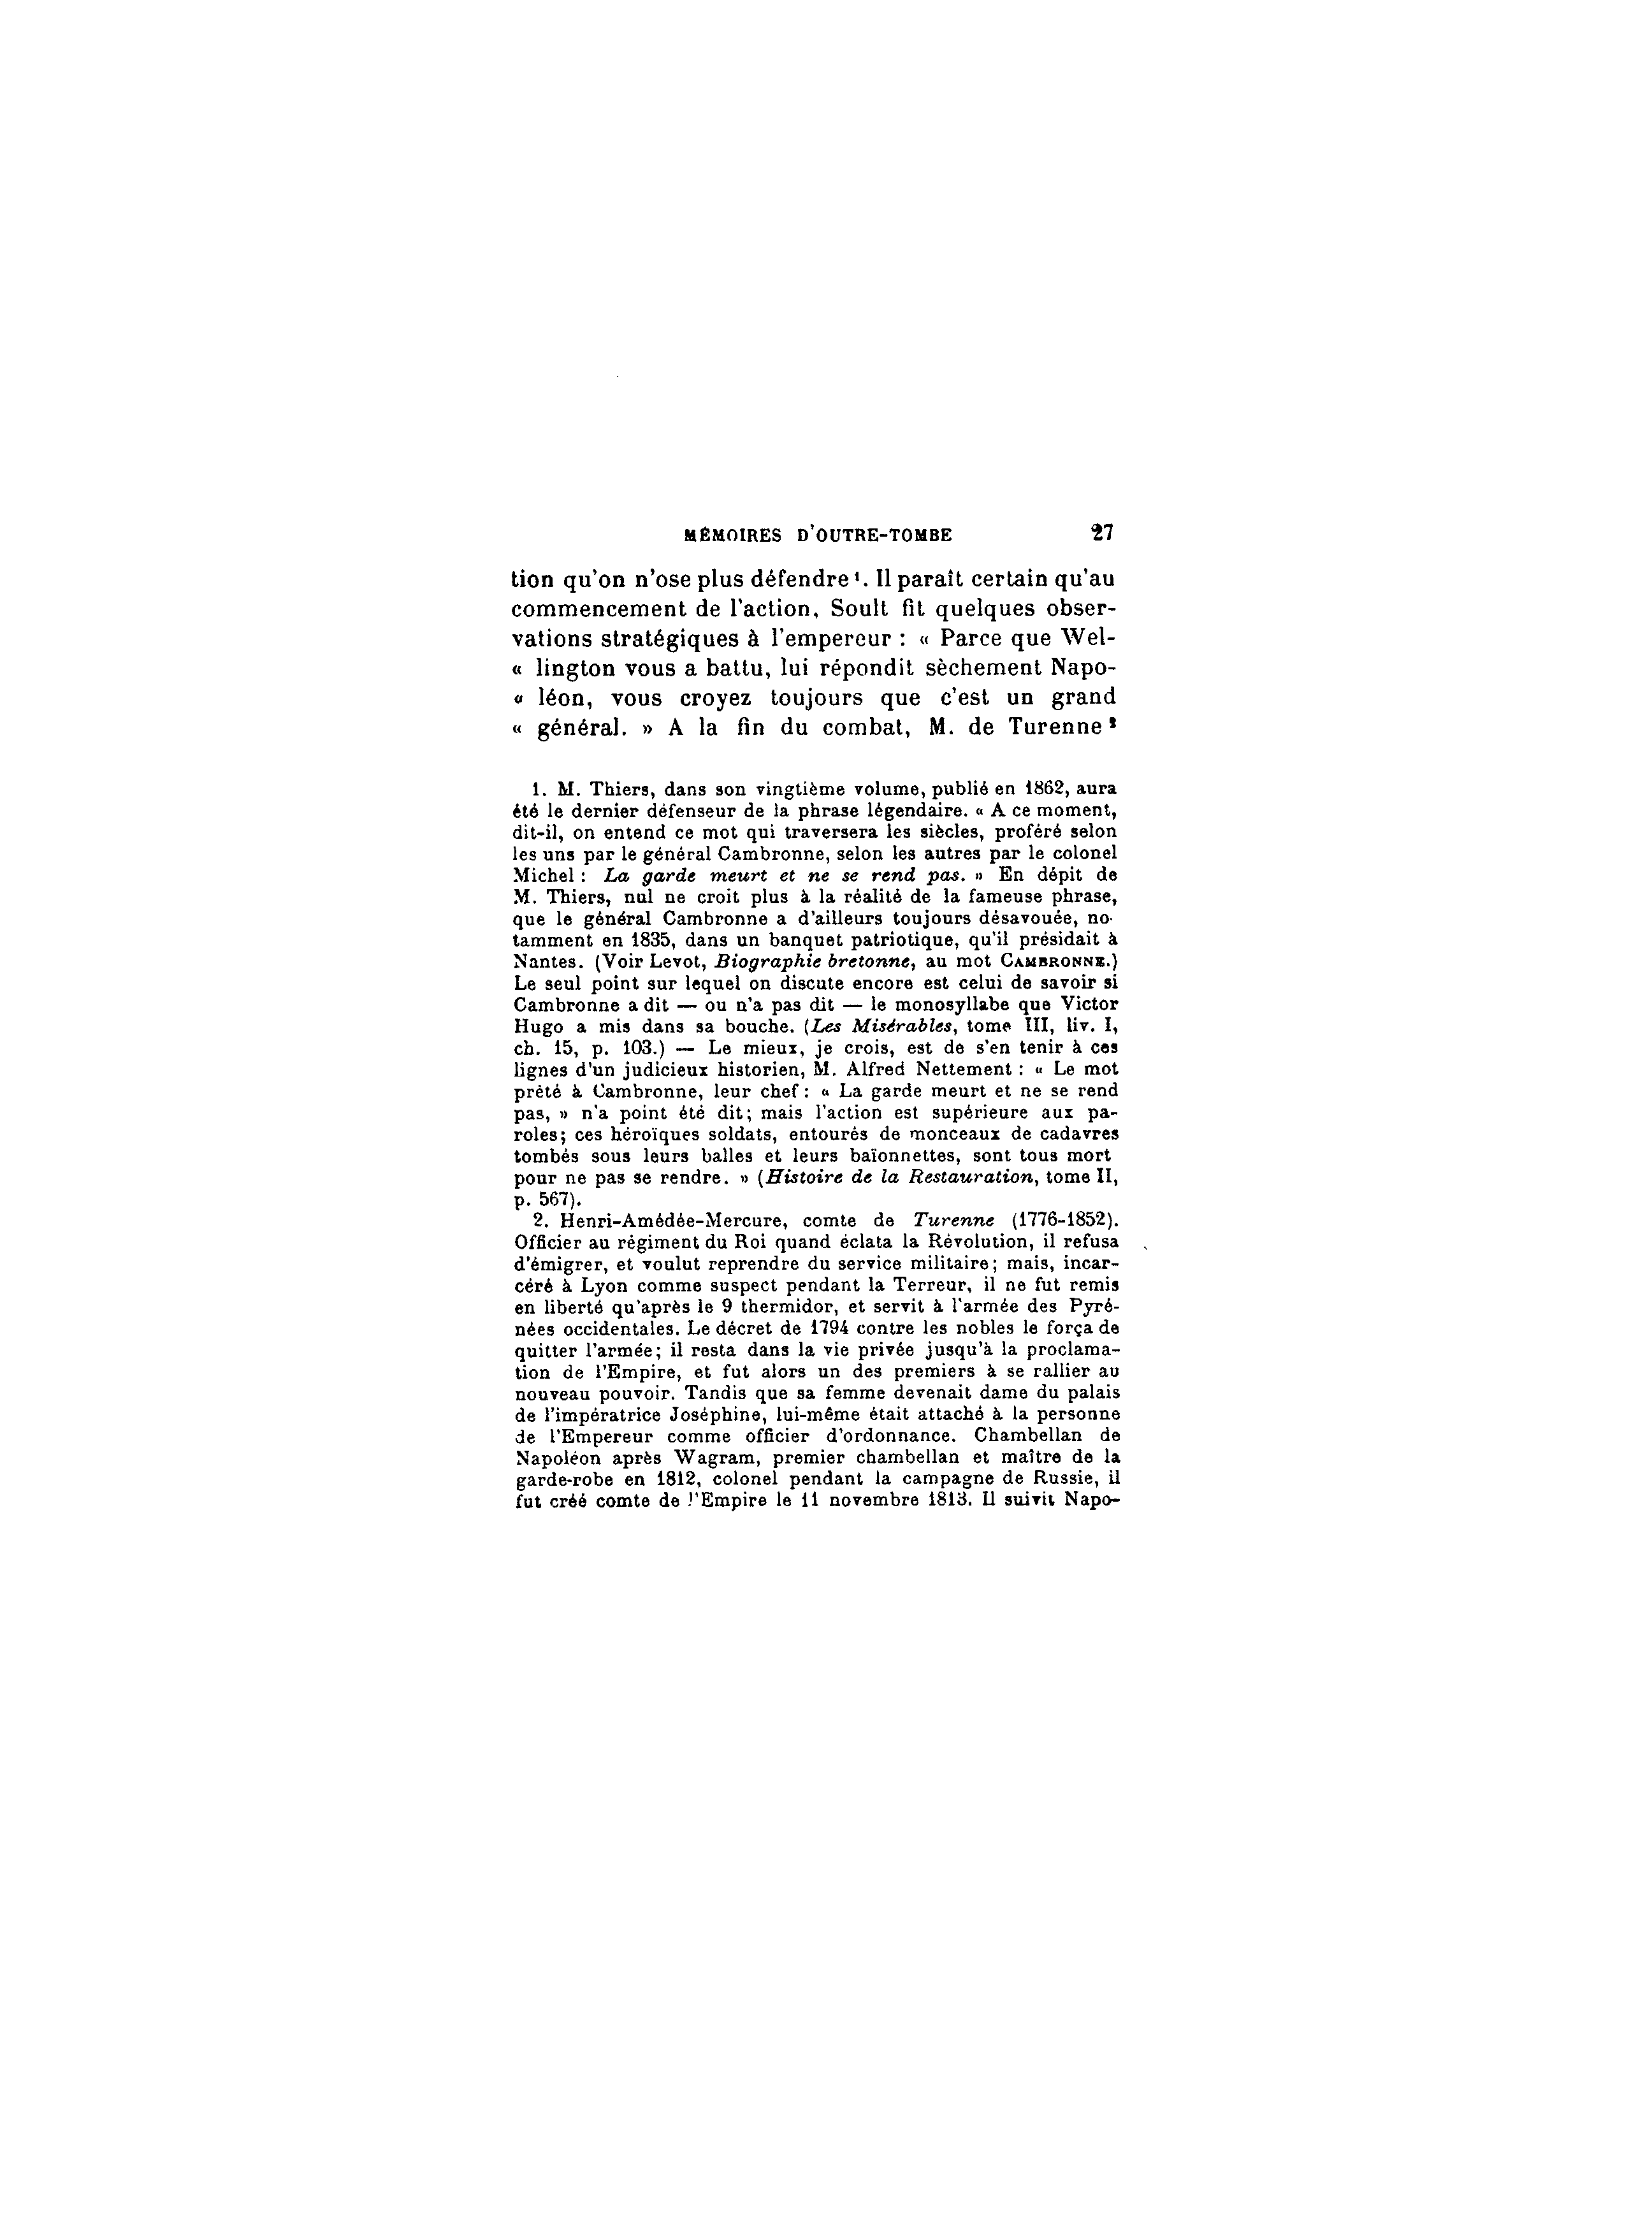 MÉMOIRES D'OUTRE-TOMBE 27
tion qu'on n'ose plus défendre¹. Il paraît certain qu'au
commencement de l'action, Soult fit quelques obser-
vations stratégiques à l'empereur : « Parce que Wel-
« lington vous a battu, lui répondit sèchement Napo-
« léon, vous croyez toujours que c'est un grand
« général. » A la fin du combat, M. de Turenne²
1. M. Thiers, dans son vingtième volume, publié en 1862, aura
été le dernier défenseur de la phrase légendaire. « A ce moment,
dit-il, on entend ce mot qui traversera les siècles, proféré selon
les uns par le général Cambronne, selon les autres par le colonel
Michel : La garde meurt et ne se rend pas. » En dépit de
M. Thiers, nul ne croit plus à la réalité de la fameuse phrase,
que le général Cambronne a d'ailleurs toujours désavouée, no-
tamment en 1835, dans un banquet patriotique, qu'il présidait à
Nantes. (Voir Levot, Biographie bretonne, au mot CAMBRONNE.)
Le seul point sur lequel on discute encore est celui de savoir si
Cambronne a dit — ou n'a pas dit — le monosyllabe que Victor
Hugo a mis dans sa bouche. (Les Misérables, tome III, liv. I,
ch. 15, p. 103.) — Le mieux, je crois, est de s'en tenir à ces
lignes d'un judicieux historien, M. Alfred Nettement : « Le mot
prêté à Cambronne, leur chef : « La garde meurt et ne se rend
pas, » n'a point été dit; mais l'action est supérieure aux pa-
roles; ces héroïques soldats, entourés de monceaux de cadavres
tombés sous leurs balles et leurs baïonnettes, sont tous mort
pour ne pas se rendre. » (Histoire de la Restauration, tome II,
p. 567).
2. Henri-Amédée-Mercure, comte de Turenne (1776-1852).
Officier au régiment du Roi quand éclata la Révolution, il refusa
d'émigrer, et voulut reprendre du service militaire; mais, incar-
céré à Lyon comme suspect pendant la Terreur, il ne fut remis
en liberté qu'après le 9 thermidor, et servit à l'armée des Pyré-
nées occidentales. Le décret de 1794 contre les nobles le força de
quitter l'armée; il resta dans la vie privée jusqu'à la proclama-
tion de l'Empire, et fut alors un des premiers à se rallier au
nouveau pouvoir. Tandis que sa femme devenait dame du palais
de l'impératrice Joséphine, lui-même était attaché à la personne
de l'Empereur comme officier d'ordonnance. Chambellan de
Napoléon après Wagram, premier chambellan et maître de la
garde-robe en 1812, colonel pendant la campagne de Russie, il
fut créé comte de l'Empire le 11 novembre 1813. Il suivit Napo-